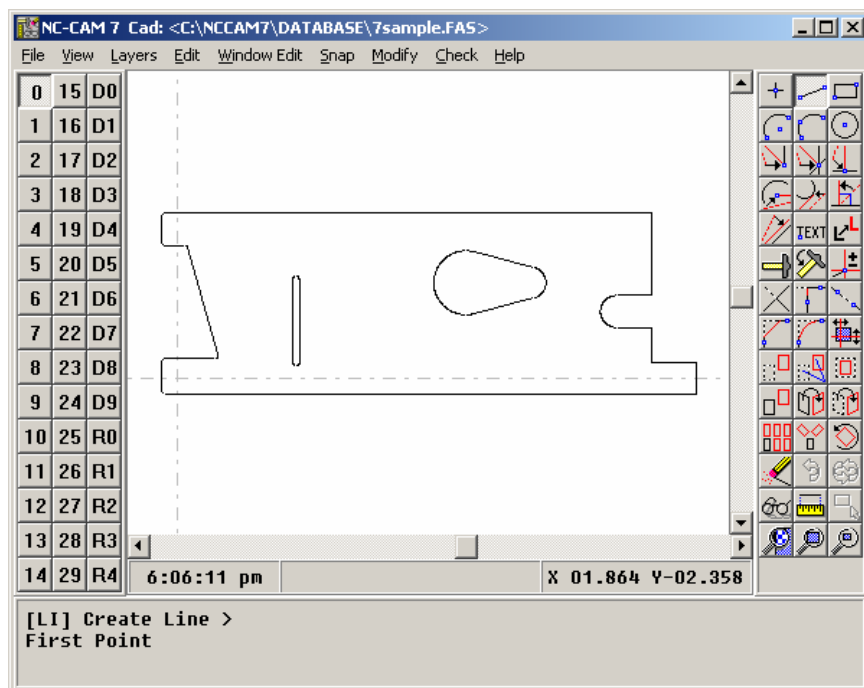 NC-CAM 7 Cad: <C:\NCCAM7\DATABASE\7sample.FAS>
File View Layers Edit Window Edit Snap Modify Check Help
0 15 D0
1 16 D1
2 17 D2
3 18 D3
4 19 D4
TEXT
5 20 D5
6 21 D6
7 22 D7
8 23 D8
9 24 D9
10 25 R0
11 26 R1
12 27 R2
13 28 R3
14 29 R4
6:06:11 pm X 01.864 Y-02.358
[LI] Create Line >
First Point